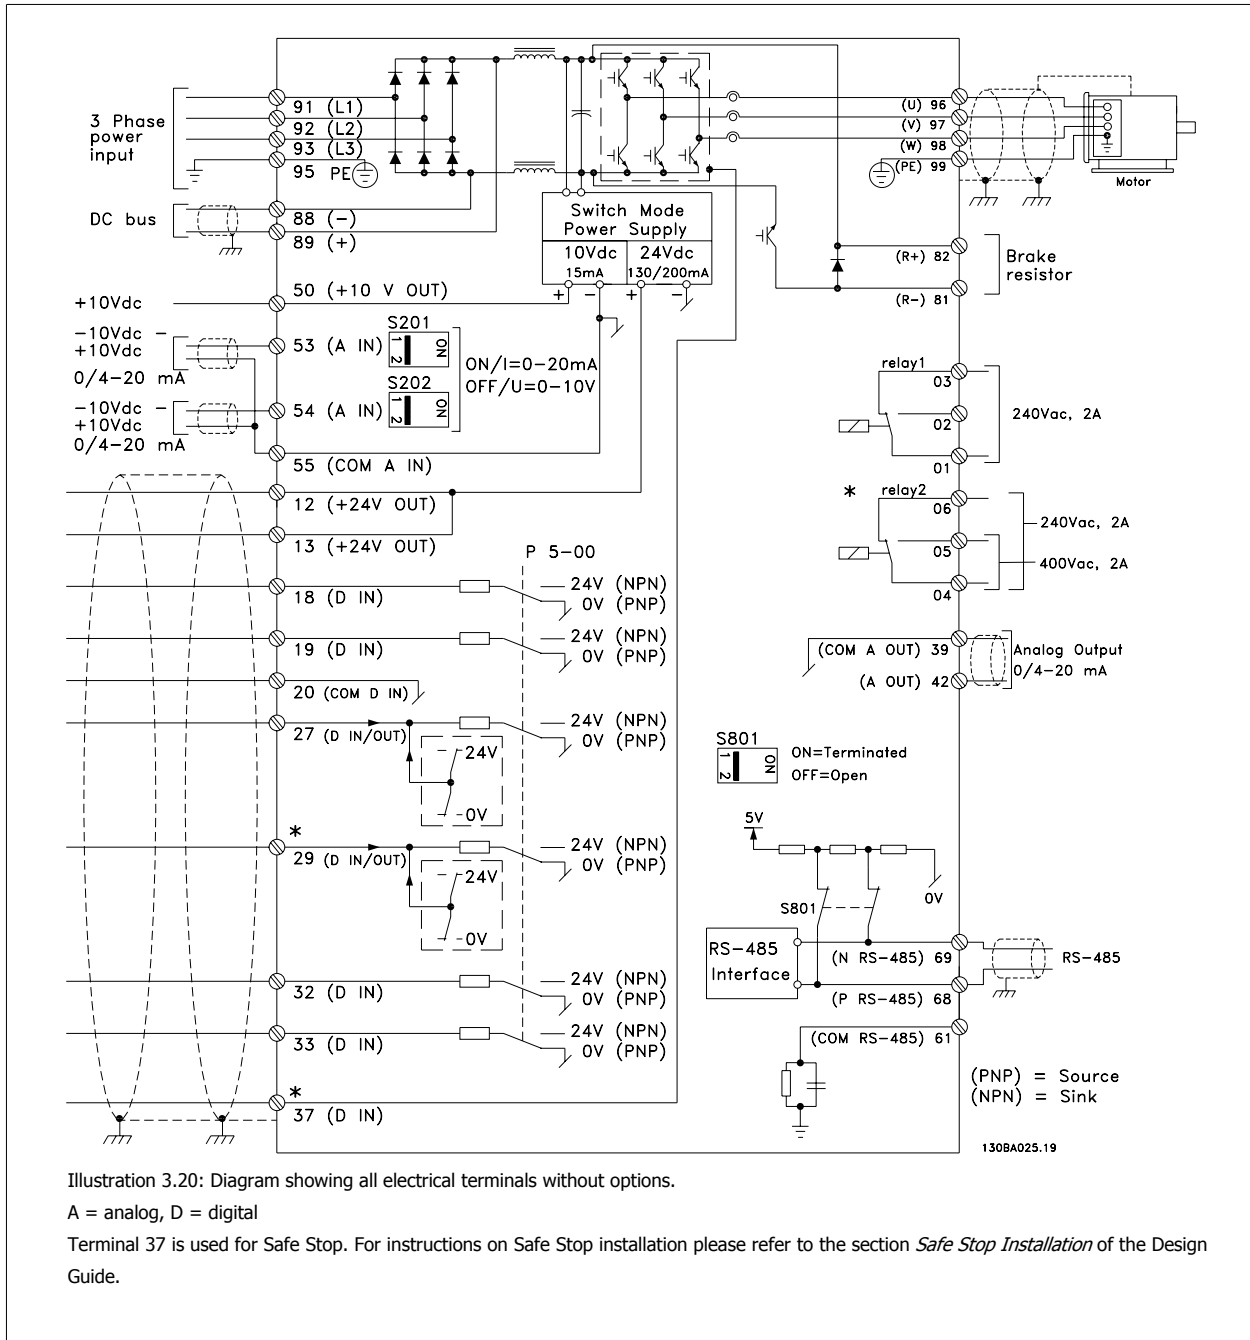 3 Phase
power
input
91 (L1)
92 (L2)
93 (L3)
95 PE
DC bus
88 (-)
89 (+)
Switch Mode
Power Supply
10Vdc
15mA
24Vdc
130/200mA
+ - + -
(U) 96
(V) 97
(W) 98
(PE) 99
Motor
(R+) 82
(R-) 81
Brake
resistor
+10Vdc
50 (+10 V OUT)
-10Vdc -
+10Vdc
0/4-20 mA
53 (A IN)
S201
1 2
ON
-10Vdc -
+10Vdc
0/4-20 mA
54 (A IN)
S202
1 2
ON
ON/I=0-20mA
OFF/U=0-10V
55 (COM A IN)
12 (+24V OUT)
13 (+24V OUT)
P 5-00
18 (D IN)
24V (NPN)
0V (PNP)
19 (D IN)
24V (NPN)
0V (PNP)
20 (COM D IN)
27 (D IN/OUT)
24V (NPN)
0V (PNP)
24V
0V
*
29 (D IN/OUT)
24V (NPN)
0V (PNP)
24V
0V
32 (D IN)
24V (NPN)
0V (PNP)
33 (D IN)
24V (NPN)
0V (PNP)
*
37 (D IN)
relay1
03
02
01
240Vac, 2A
*
relay2
06
05
04
240Vac, 2A
400Vac, 2A
(COM A OUT) 39
(A OUT) 42
Analog Output
0/4-20 mA
S801
1 2
ON
ON=Terminated
OFF=Open
5V
S801
0V
RS-485
Interface
(N RS-485) 69
(P RS-485) 68
(COM RS-485) 61
RS-485
(PNP) = Source
(NPN) = Sink
130BA025.19
Illustration 3.20: Diagram showing all electrical terminals without options.
A = analog, D = digital
Terminal 37 is used for Safe Stop. For instructions on Safe Stop installation please refer to the section Safe Stop Installation of the Design
Guide.